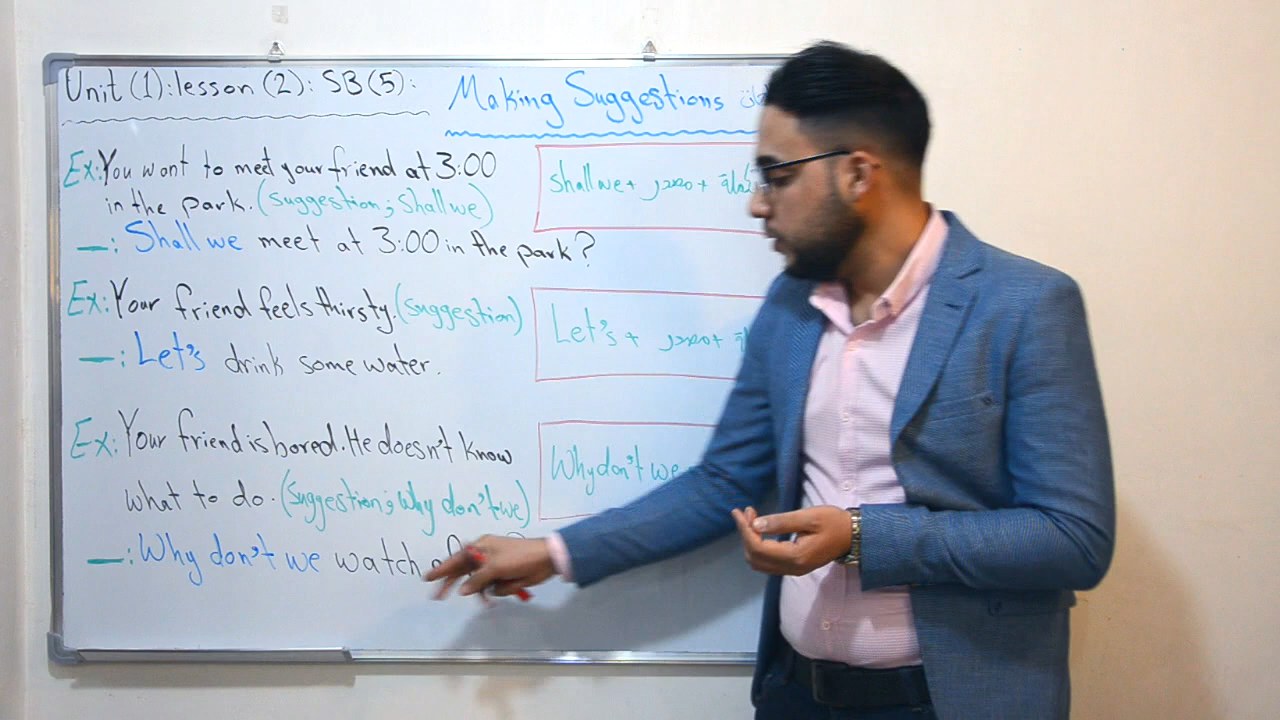 Unit (1): lesson (2): SB (5):
Making Suggestions
Ex: You want to meet your friend at 3:00
in the park. (suggestion; Shall we)
—: Shall we meet at 3:00 in the park?
Ex: Your friend feels thirsty. (suggestion)
—: Let's drink some water.
Ex: Your friend is bored. He doesn't know
what to do. (suggestion; why don't we)
—: Why don't we watch
shall we + مصدر +
Let's + مصدر +
Why don't we